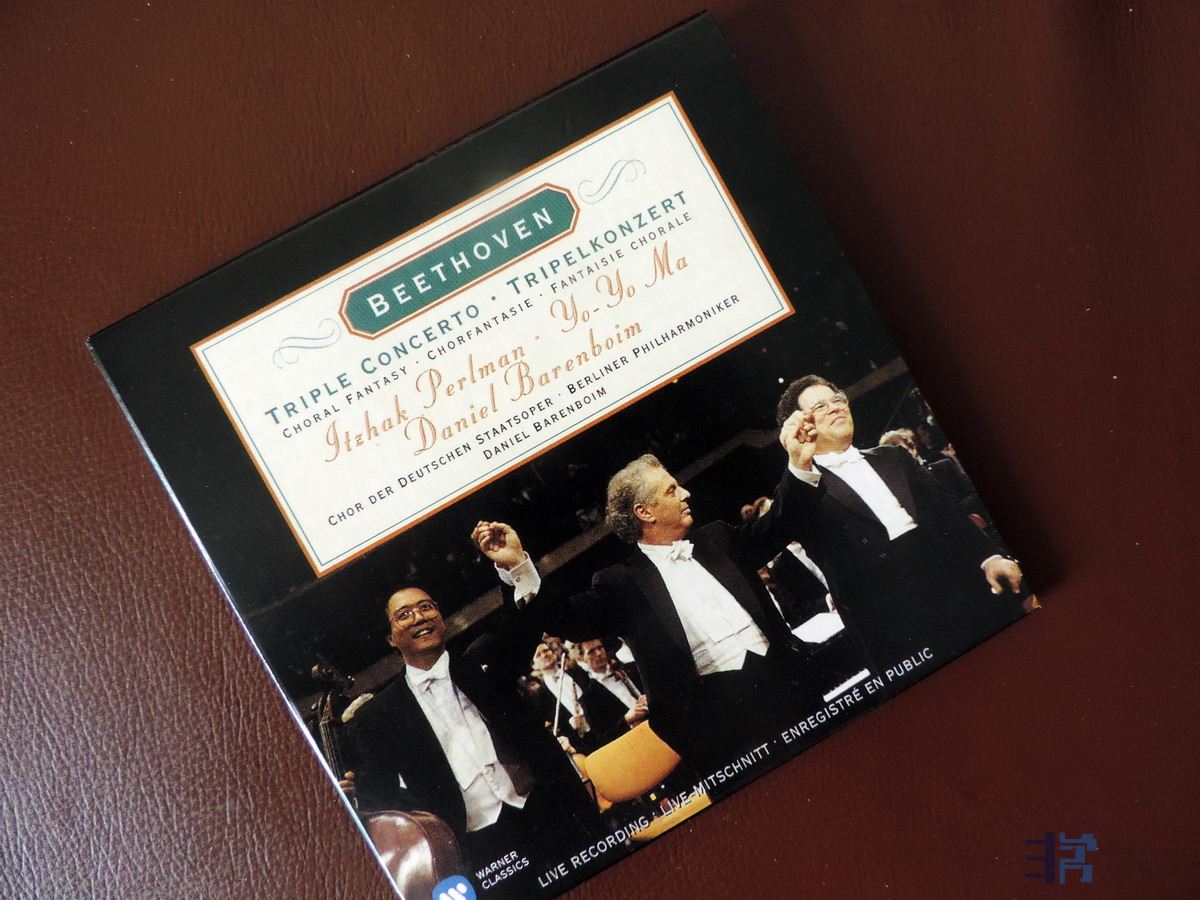 BEETHOVEN
TRIPLE CONCERTO · TRIPELKONZERT
CHORAL FANTASY · CHORFANTASIE · FANTAISIE CHORALE
Itzhak Perlman · Yo-Yo Ma
Daniel Barenboim
CHOR DER DEUTSCHEN STAATSOPER · BERLINER PHILHARMONIKER
DANIEL BARENBOIM
WARNER
CLASSICS
LIVE RECORDING · LIVE-MITSCHNITT · ENREGISTRÉ EN PUBLIC